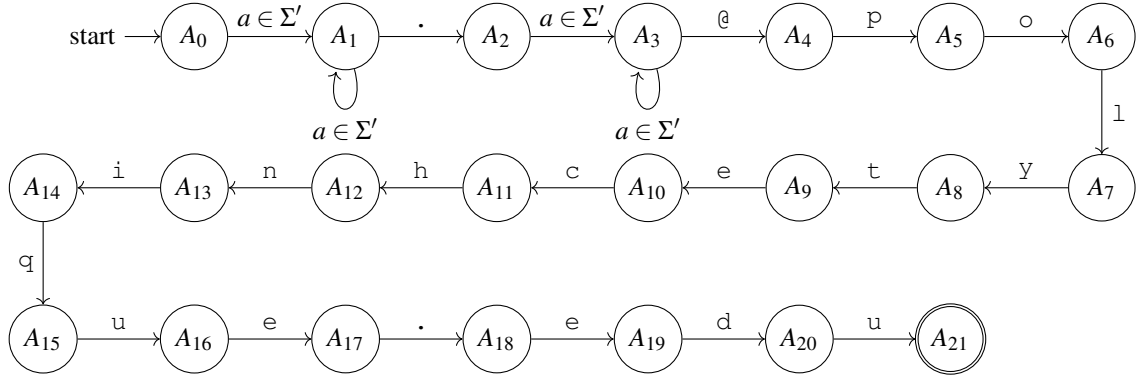 start A₀ a ∈ Σ′ A₁ . A₂ a ∈ Σ′ A₃ @ A₄ p A₅ o A₆
a ∈ Σ′ a ∈ Σ′ l
A₁₄ i A₁₃ n A₁₂ h A₁₁ c A₁₀ e A₉ t A₈ y A₇
q
A₁₅ u A₁₆ e A₁₇ . A₁₈ e A₁₉ d A₂₀ u A₂₁